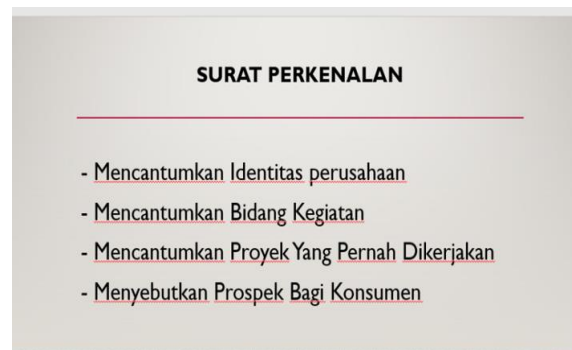 SURAT PERKENALAN
- Mencantumkan Identitas perusahaan
- Mencantumkan Bidang Kegiatan
- Mencantumkan Proyek Yang Pernah Dikerjakan
- Menyebutkan Prospek Bagi Konsumen